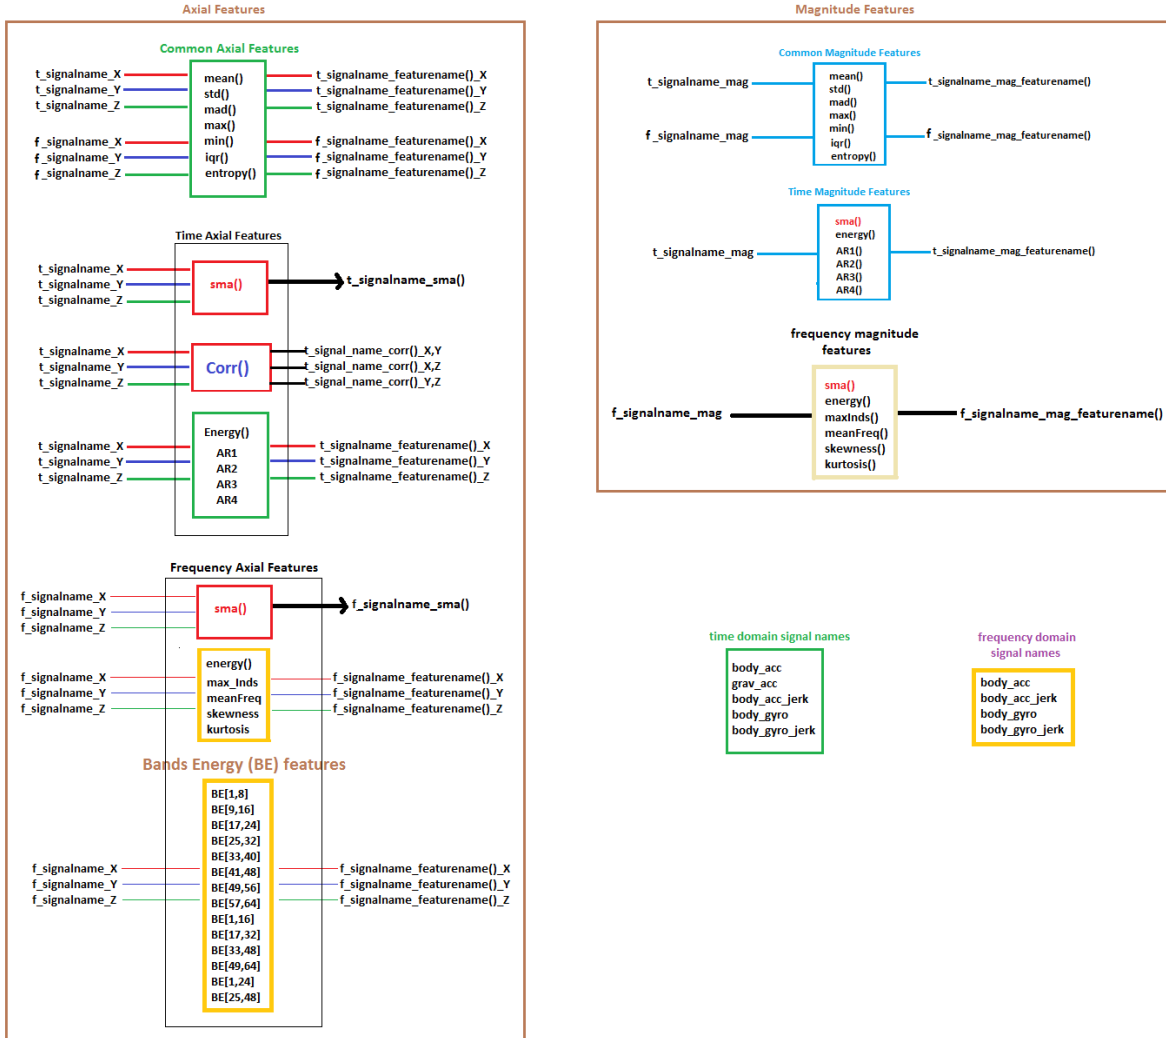 Axial Features
Common Axial Features
t_signalname_X
t_signalname_Y
t_signalname_Z
f_signalname_X
f_signalname_Y
f_signalname_Z
mean()
std()
mad()
max()
min()
iqr()
entropy()
t_signalname_featurename()_X
t_signalname_featurename()_Y
t_signalname_featurename()_Z
f_signalname_featurename()_X
f_signalname_featurename()_Y
f_signalname_featurename()_Z
Time Axial Features
t_signalname_X
t_signalname_Y
t_signalname_Z
sma()
t_signalname_sma()
t_signalname_X
t_signalname_Y
t_signalname_Z
Corr()
t_signal_name_corr()_X,Y
t_signal_name_corr()_X,Z
t_signal_name_corr()_Y,Z
t_signalname_X
t_signalname_Y
t_signalname_Z
Energy()
AR1
AR2
AR3
AR4
t_signalname_featurename()_X
t_signalname_featurename()_Y
t_signalname_featurename()_Z
Frequency Axial Features
f_signalname_X
f_signalname_Y
f_signalname_Z
sma()
f_signalname_sma()
f_signalname_X
f_signalname_Y
f_signalname_Z
energy()
max_Inds
meanFreq
skewness
kurtosis
f_signalname_featurename()_X
f_signalname_featurename()_Y
f_signalname_featurename()_Z
Bands Energy (BE) features
f_signalname_X
f_signalname_Y
f_signalname_Z
BE[1,8]
BE[9,16]
BE[17,24]
BE[25,32]
BE[33,40]
BE[41,48]
BE[49,56]
BE[57,64]
BE[1,16]
BE[17,32]
BE[33,48]
BE[49,64]
BE[1,24]
BE[25,48]
f_signalname_featurename()_X
f_signalname_featurename()_Y
f_signalname_featurename()_Z
Magnitude Features
Common Magnitude Features
t_signalname_mag
f_signalname_mag
mean()
std()
mad()
max()
min()
iqr()
entropy()
t_signalname_mag_featurename()
f_signalname_mag_featurename()
Time Magnitude Features
t_signalname_mag
sma()
energy()
AR1()
AR2()
AR3()
AR4()
t_signalname_mag_featurename()
frequency magnitude
features
f_signalname_mag
sma()
energy()
maxInds()
meanFreq()
skewness()
kurtosis()
f_signalname_mag_featurename()
time domain signal names
body_acc
grav_acc
body_acc_jerk
body_gyro
body_gyro_jerk
frequency domain
signal names
body_acc
body_acc_jerk
body_gyro
body_gyro_jerk